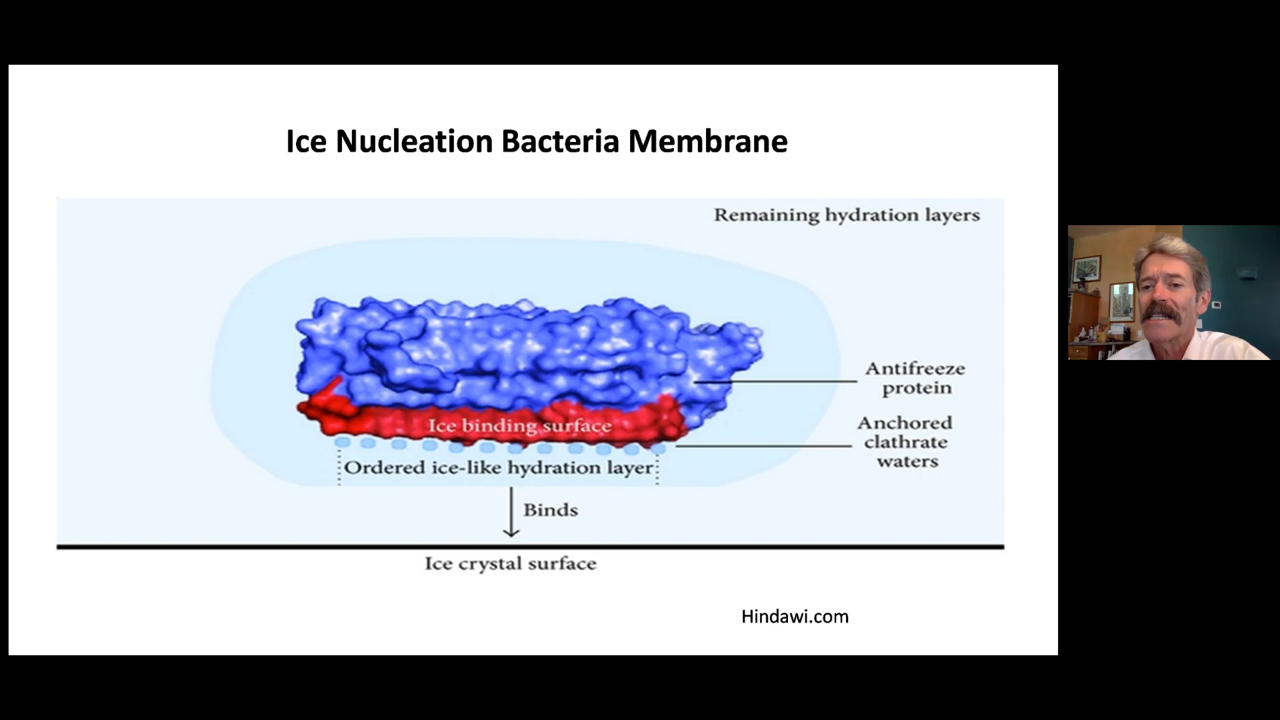 Ice Nucleation Bacteria Membrane
Remaining hydration layers
Antifreeze
protein
Ice binding surface
Anchored
clathrate
waters
Ordered ice-like hydration layer
Binds
Ice crystal surface
Hindawi.com